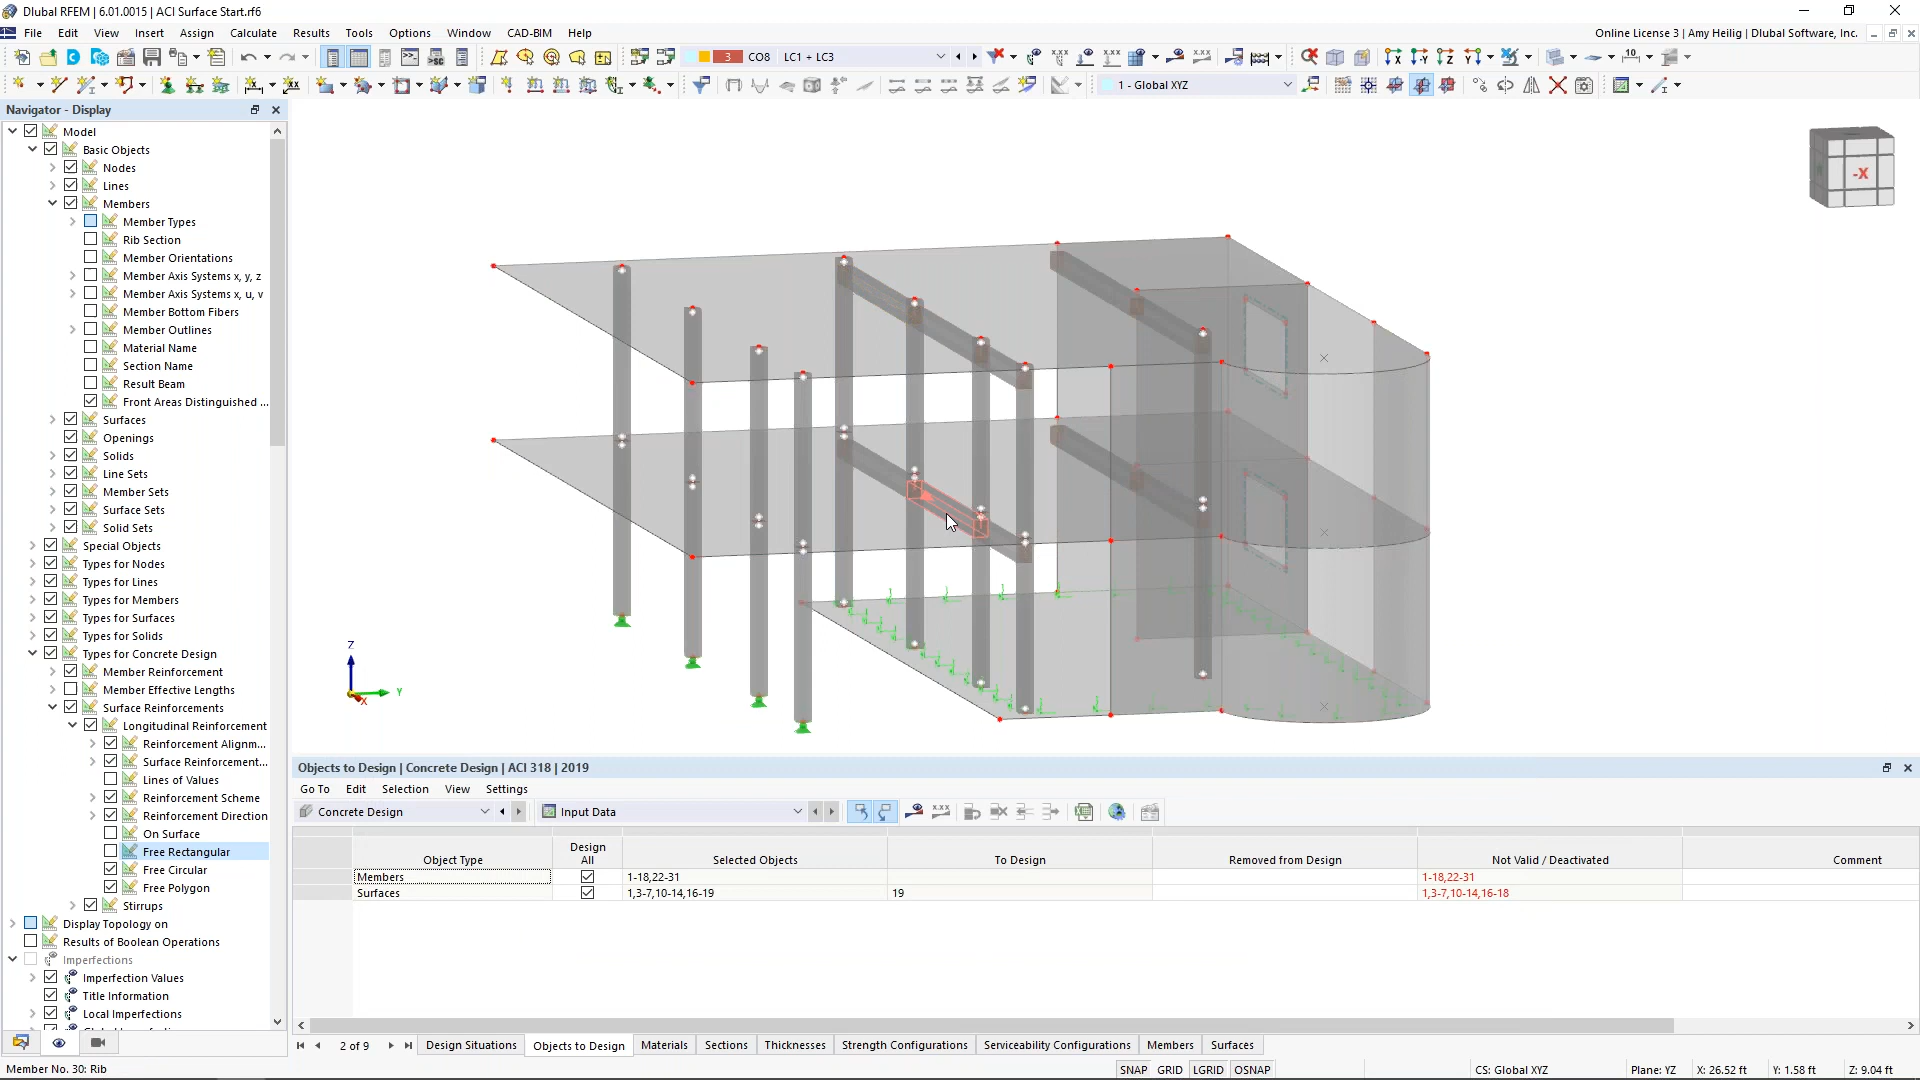 Dlubal RFEM | 6.01.0015 | ACI Surface Start.rf6
File Edit View Insert Assign Calculate Results Tools Options Window CAD-BIM Help
Online License 3 | Amy Heilig | Dlubal Software, Inc.
3 CO8 LC1 + LC3
1 - Global XYZ
Navigator - Display
Model
Basic Objects
Nodes
Lines
Members
Member Types
Rib Section
Member Orientations
Member Axis Systems x, y, z
Member Axis Systems x, u, v
Member Bottom Fibers
Member Outlines
Material Name
Section Name
Result Beam
Front Areas Distinguished ...
Surfaces
Openings
Solids
Line Sets
Member Sets
Surface Sets
Solid Sets
Special Objects
Types for Nodes
Types for Lines
Types for Members
Types for Surfaces
Types for Solids
Types for Concrete Design
Member Reinforcement
Member Effective Lengths
Surface Reinforcements
Longitudinal Reinforcement
Reinforcement Alignm...
Surface Reinforcement...
Lines of Values
Reinforcement Scheme
Reinforcement Direction
On Surface
Free Rectangular
Free Circular
Free Polygon
Stirrups
Display Topology on
Results of Boolean Operations
Imperfections
Imperfection Values
Title Information
Local Imperfections
-X
Z
Y
X
Objects to Design | Concrete Design | ACI 318 | 2019
Go To Edit Selection View Settings
Concrete Design Input Data
Object Type Design All Selected Objects To Design Removed from Design Not Valid / Deactivated Comment
Members 1-18,22-31 1-18,22-31
Surfaces 1,3-7,10-14,16-19 19 1,3-7,10-14,16-18
2 of 9 Design Situations Objects to Design Materials Sections Thicknesses Strength Configurations Serviceability Configurations Members Surfaces
Member No. 30: Rib
SNAP GRID LGRID OSNAP
CS: Global XYZ Plane: YZ X: 26.52 ft Y: 1.58 ft Z: 9.04 ft